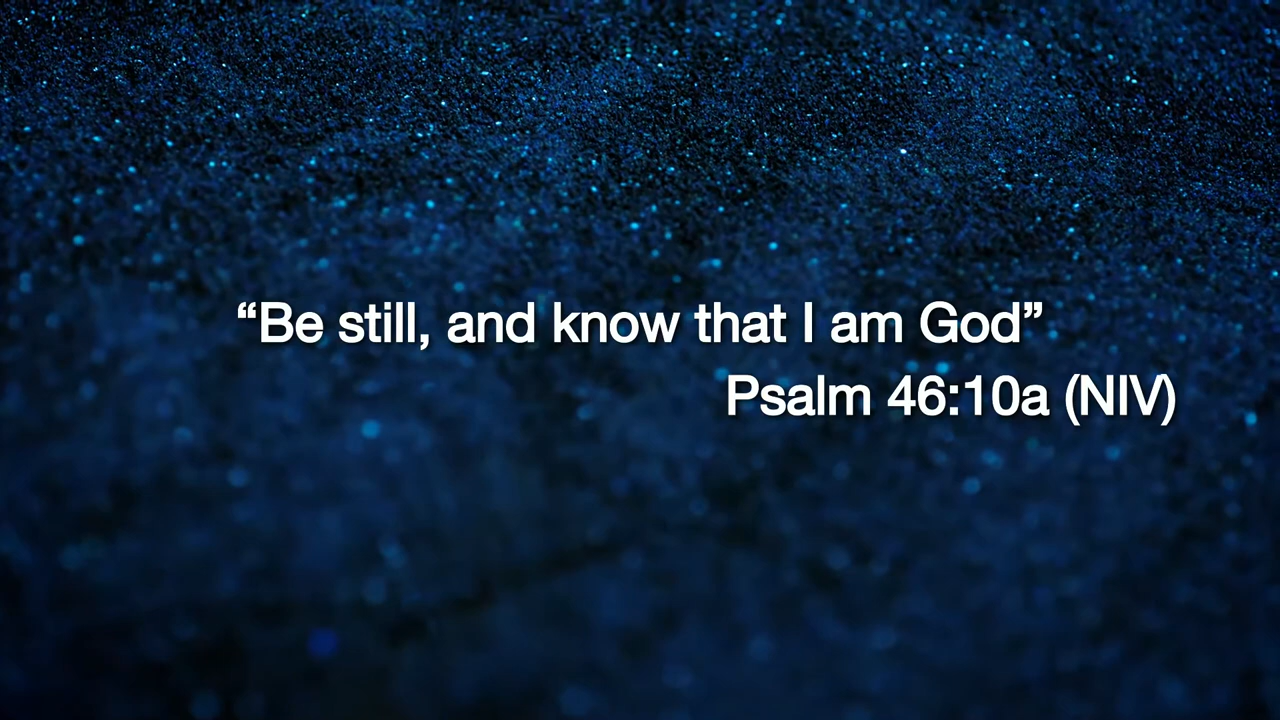 “Be still, and know that I am God”
Psalm 46:10a (NIV)